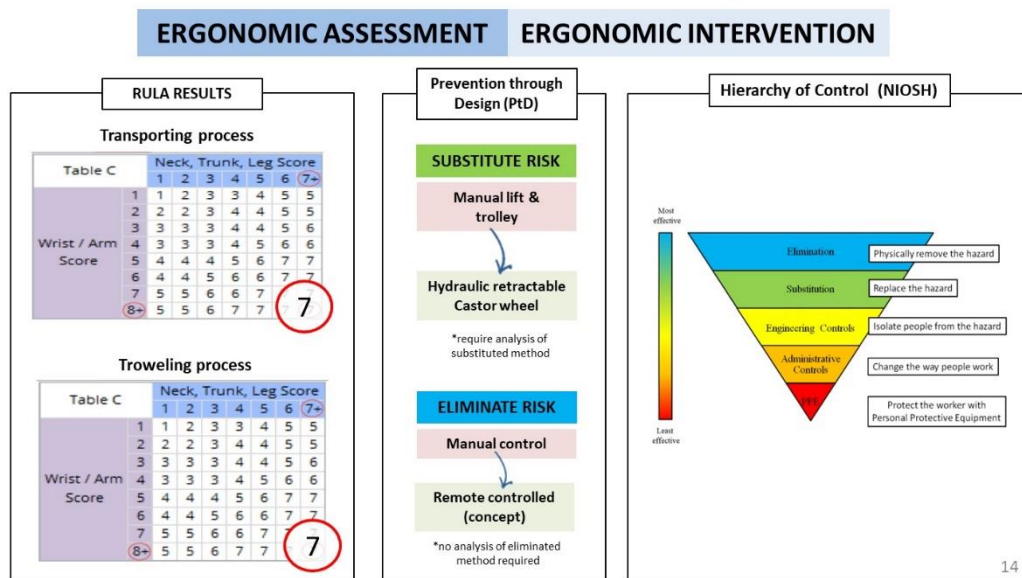 ERGONOMIC ASSESSMENT
ERGONOMIC INTERVENTION
RULA RESULTS
Transporting process
Table C
Neck, Trunk, Leg Score
1 2 3 4 5 6 7+
Wrist / Arm
Score
1 1 2 3 3 4 5 5
2 2 2 3 4 4 5 5
3 3 3 3 4 4 5 6
4 3 3 3 4 5 6 6
5 4 4 4 5 6 7 7
6 4 4 5 6 6 7 7
7 5 5 6 6 7
8+ 5 5 6 7 7
7
Troweling process
Table C
Neck, Trunk, Leg Score
1 2 3 4 5 6 7+
Wrist / Arm
Score
1 1 2 3 3 4 5 5
2 2 2 3 4 4 5 5
3 3 3 3 4 4 5 6
4 3 3 3 4 5 6 6
5 4 4 4 5 6 7 7
6 4 4 5 6 6 7 7
7 5 5 6 6 7 7
8+ 5 5 6 7 7 7
7
Prevention through
Design (PtD)
SUBSTITUTE RISK
Manual lift &
trolley
Hydraulic retractable
Castor wheel
*require analysis of
substituted method
ELIMINATE RISK
Manual control
Remote controlled
(concept)
*no analysis of eliminated
method required
Hierarchy of Control (NIOSH)
Most
effective
Elimination
Physically remove the hazard
Substitution
Replace the hazard
Engineering Controls
Isolate people from the hazard
Administrative
Controls
Change the way people work
PPE
Protect the worker with
Personal Protective Equipment
Least
effective
14